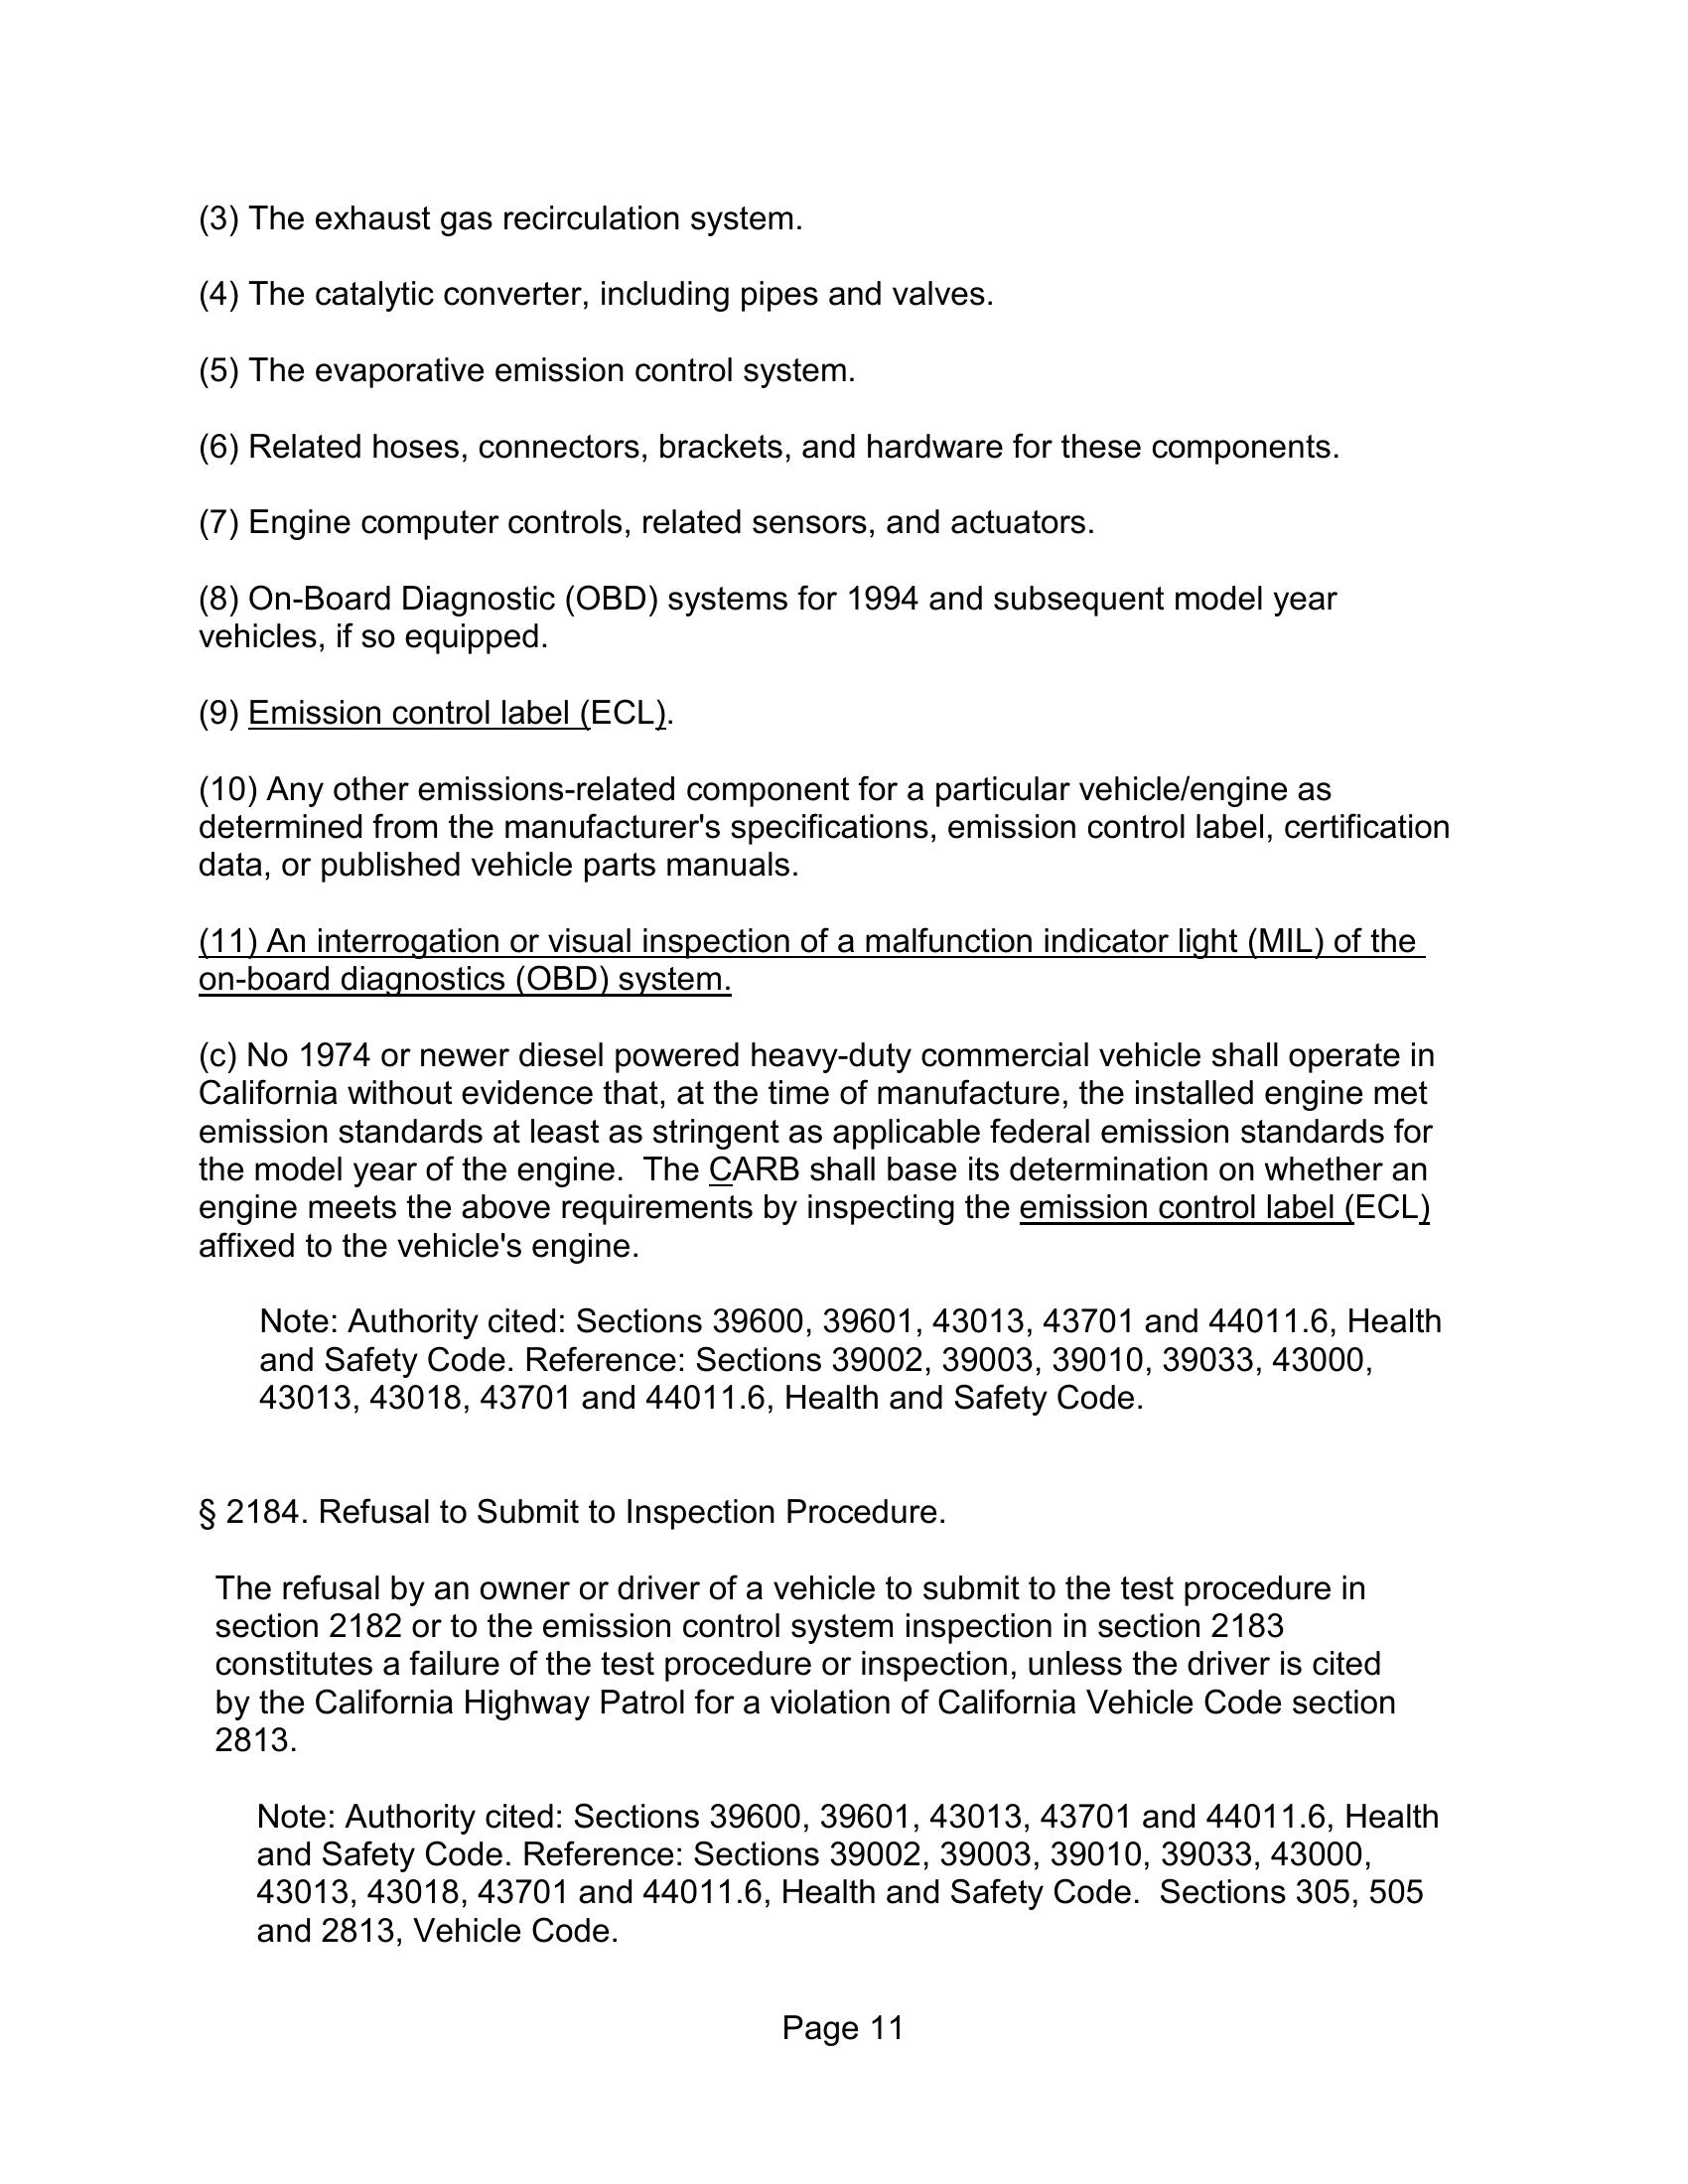 (3) The exhaust gas recirculation system.
(4) The catalytic converter, including pipes and valves.
(5) The evaporative emission control system.
(6) Related hoses, connectors, brackets, and hardware for these components.
(7) Engine computer controls, related sensors, and actuators.
(8) On-Board Diagnostic (OBD) systems for 1994 and subsequent model year
vehicles, if so equipped.
(9) Emission control label (ECL).
(10) Any other emissions-related component for a particular vehicle/engine as
determined from the manufacturer's specifications, emission control label, certification
data, or published vehicle parts manuals.
(11) An interrogation or visual inspection of a malfunction indicator light (MIL) of the
on-board diagnostics (OBD) system.
(c) No 1974 or newer diesel powered heavy-duty commercial vehicle shall operate in
California without evidence that, at the time of manufacture, the installed engine met
emission standards at least as stringent as applicable federal emission standards for
the model year of the engine.  The CARB shall base its determination on whether an
engine meets the above requirements by inspecting the emission control label (ECL)
affixed to the vehicle's engine.
Note: Authority cited: Sections 39600, 39601, 43013, 43701 and 44011.6, Health
and Safety Code. Reference: Sections 39002, 39003, 39010, 39033, 43000,
43013, 43018, 43701 and 44011.6, Health and Safety Code.
§ 2184. Refusal to Submit to Inspection Procedure.
The refusal by an owner or driver of a vehicle to submit to the test procedure in
section 2182 or to the emission control system inspection in section 2183
constitutes a failure of the test procedure or inspection, unless the driver is cited
by the California Highway Patrol for a violation of California Vehicle Code section
2813.
Note: Authority cited: Sections 39600, 39601, 43013, 43701 and 44011.6, Health
and Safety Code. Reference: Sections 39002, 39003, 39010, 39033, 43000,
43013, 43018, 43701 and 44011.6, Health and Safety Code.  Sections 305, 505
and 2813, Vehicle Code.
Page 11